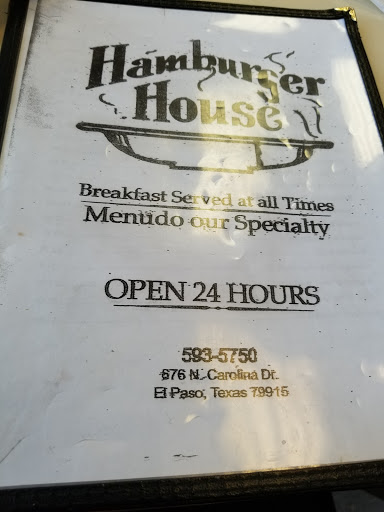 Hamburger
House
Breakfast Served at all Times
Menudo our Specialty
OPEN 24 HOURS
593-5750
676 N. Carolina Dr.
El Paso, Texas 79915